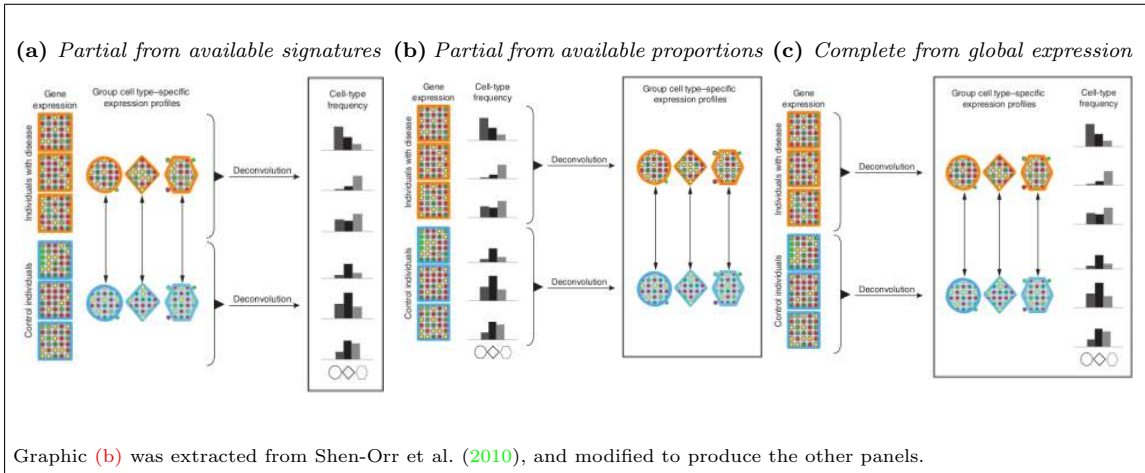 (a) Partial from available signatures (b) Partial from available proportions (c) Complete from global expression
Gene
expression
Group cell type–specific
expression profiles
Cell-type
frequency
Individuals with disease
Control individuals
Deconvolution
Deconvolution
Gene
expression
Cell-type
frequency
Group cell type–specific
expression profiles
Individuals with disease
Control individuals
Deconvolution
Deconvolution
Gene
expression
Group cell type–specific
expression profiles
Cell-type
frequency
Individuals with disease
Control individuals
Deconvolution
Deconvolution
Graphic (b) was extracted from Shen-Orr et al. (2010), and modified to produce the other panels.